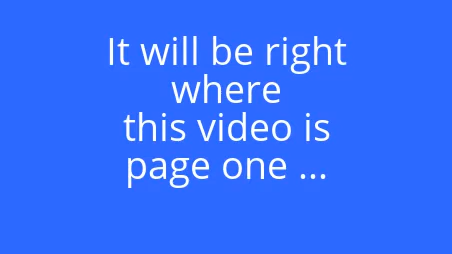 It will be right
where
this video is
page one ...